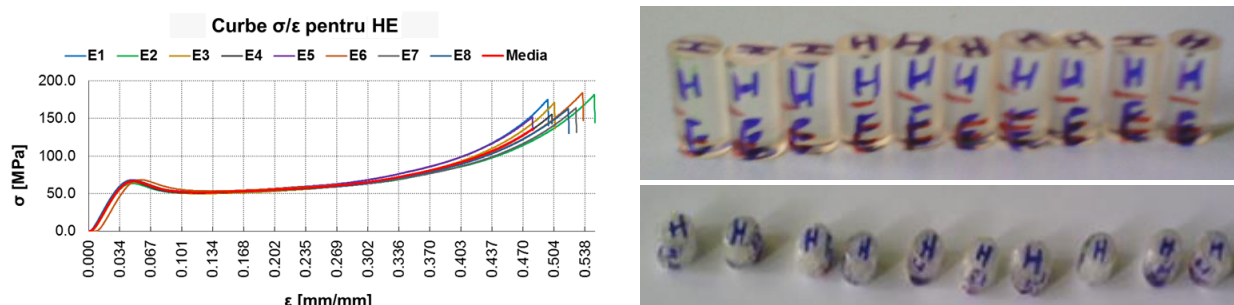 Curbe σ/ε pentru HE
E1 E2 E3 E4 E5 E6 E7 E8 Media
200.0
150.0
100.0
50.0
0.0
σ [MPa]
0.000 0.034 0.067 0.101 0.134 0.168 0.202 0.235 0.269 0.302 0.336 0.370 0.403 0.437 0.470 0.504 0.538
ε [mm/mm]
H H H H H H H H H H
H H H H H H H H H H
E E E E E E E E E E
H H H H H H H H H H